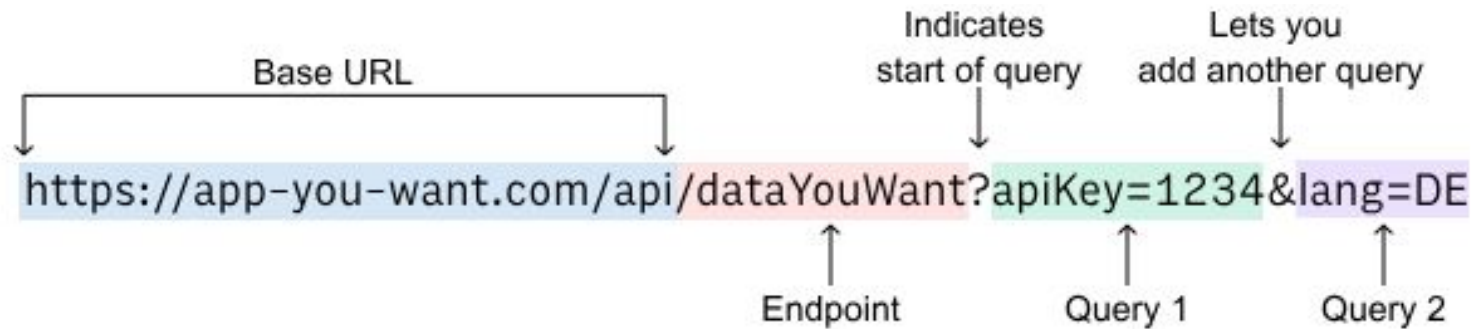 Indicates
start of query
Lets you
add another query
Base URL
https://app-you-want.com/api/dataYouWant?apiKey=1234&lang=DE
Endpoint
Query 1
Query 2